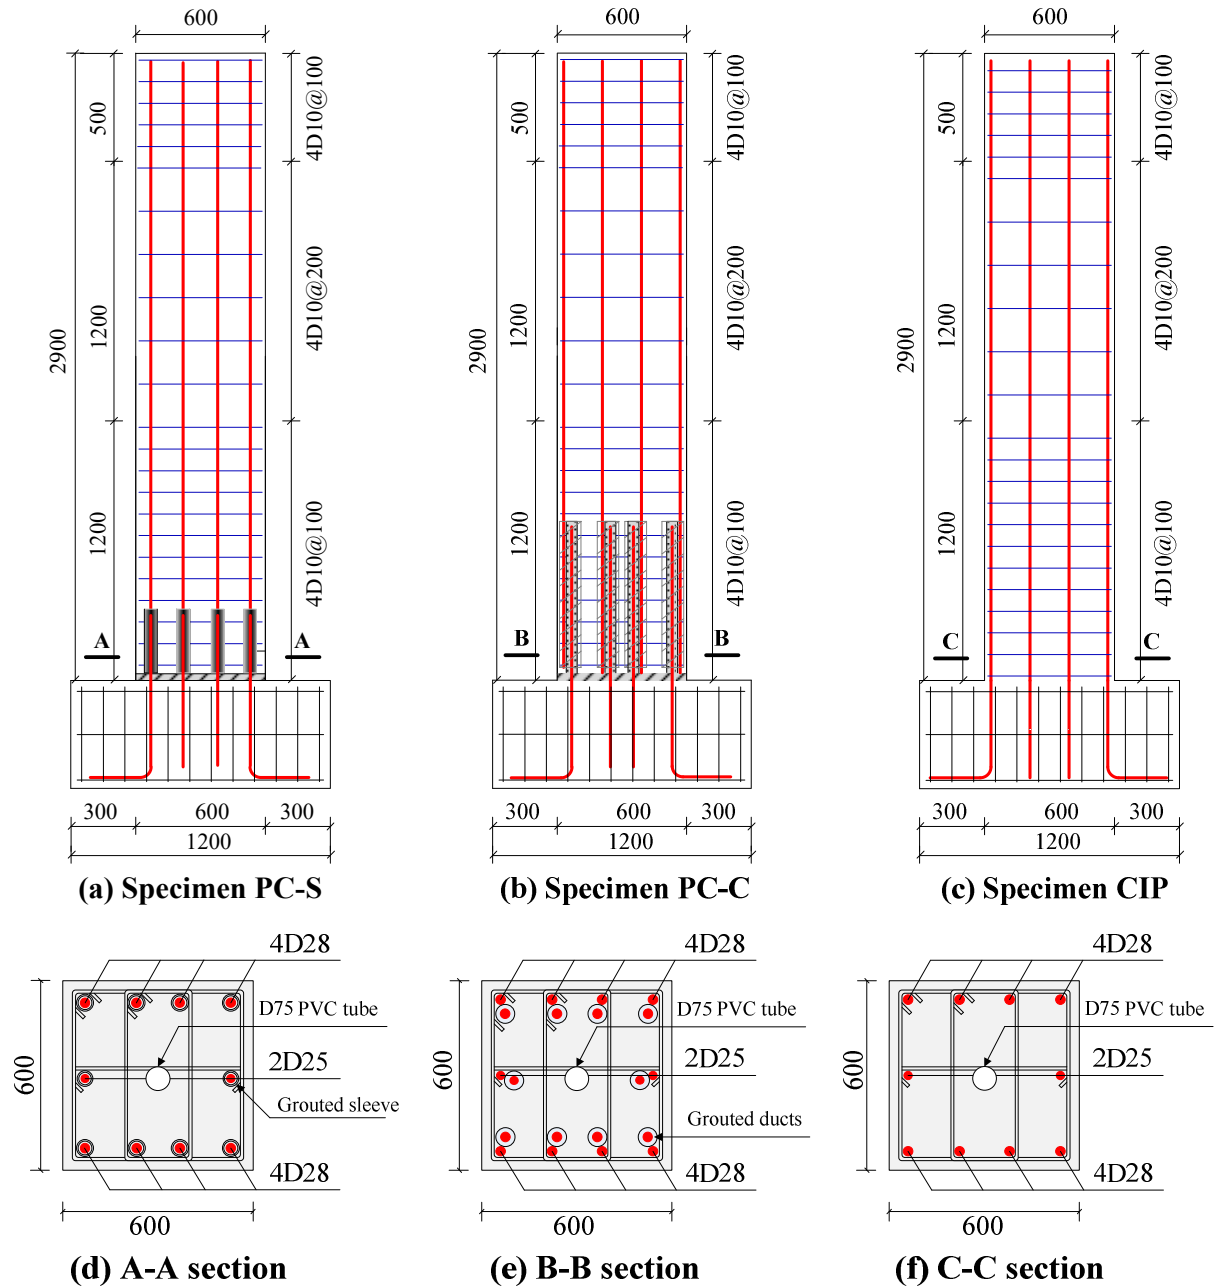 600
500
1200
1200
2900
4D10@100
4D10@200
4D10@100
A
A
300
600
300
1200
(a) Specimen PC-S
600
500
1200
1200
2900
4D10@100
4D10@200
4D10@100
B
B
300
600
300
1200
(b) Specimen PC-C
600
500
1200
1200
2900
4D10@100
4D10@200
4D10@100
C
C
300
600
300
1200
(c) Specimen CIP
4D28
D75 PVC tube
2D25
Grouted sleeve
4D28
600
600
(d) A-A section
4D28
D75 PVC tube
2D25
Grouted ducts
4D28
600
600
(e) B-B section
4D28
D75 PVC tube
2D25
4D28
600
600
(f) C-C section